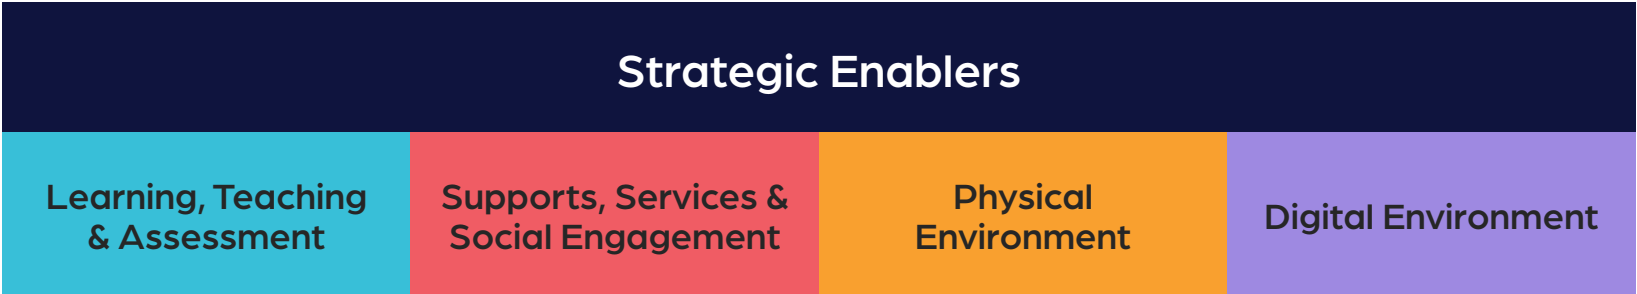 Strategic Enablers
Learning, Teaching
& Assessment
Supports, Services &
Social Engagement
Physical
Environment
Digital Environment